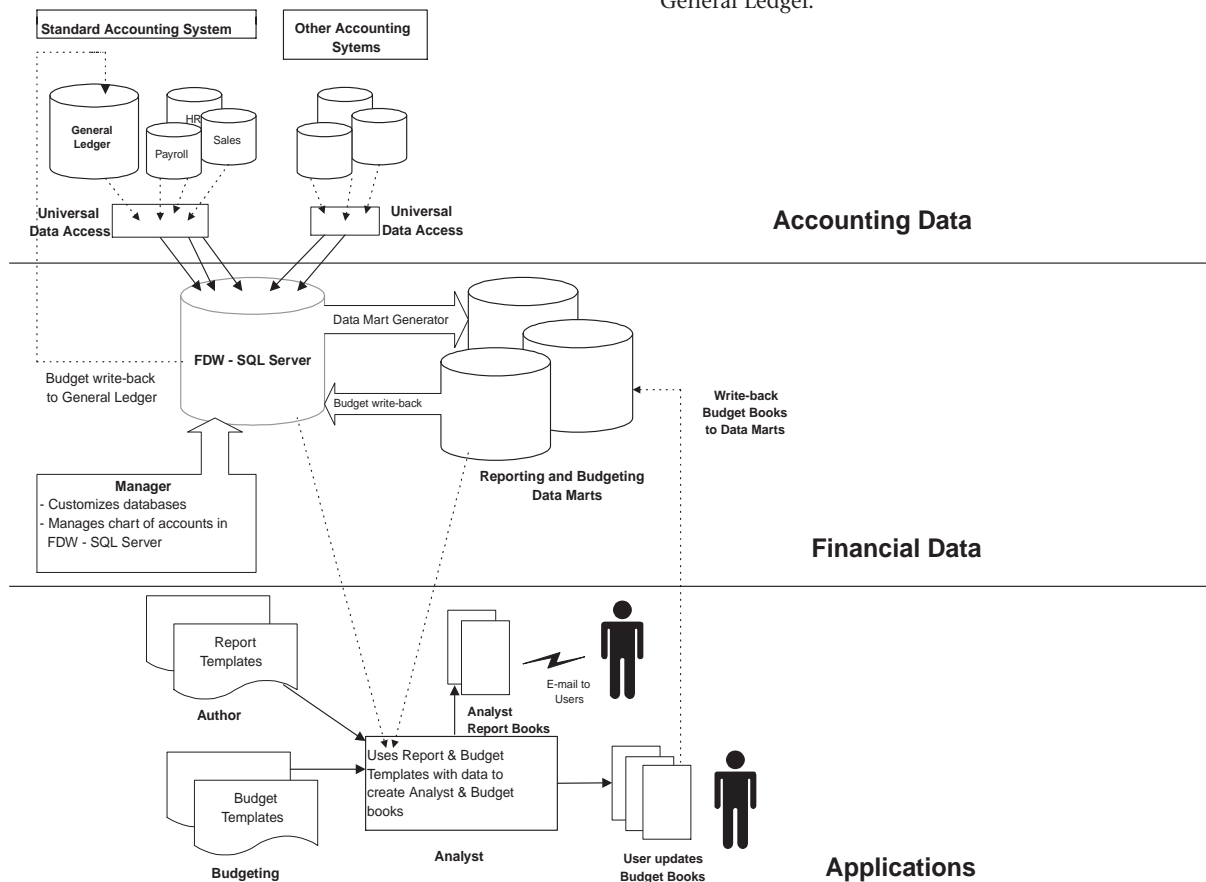 General Ledger.
Standard Accounting System
Other Accounting
Sytems
General
Ledger
HR
Payroll
Sales
Universal
Data Access
Universal
Data Access
Accounting Data
FDW - SQL Server
Data Mart Generator
Budget write-back
to General Ledger
Budget write-back
Write-back
Budget Books
to Data Marts
Reporting and Budgeting
Data Marts
Manager
- Customizes databases
- Manages chart of accounts in
FDW - SQL Server
Financial Data
Report
Templates
Author
E-mail to
Users
Analyst
Report Books
Uses Report & Budget
Templates with data to
create Analyst & Budget
books
Budget
Templates
Budgeting
Analyst
User updates
Budget Books
Applications